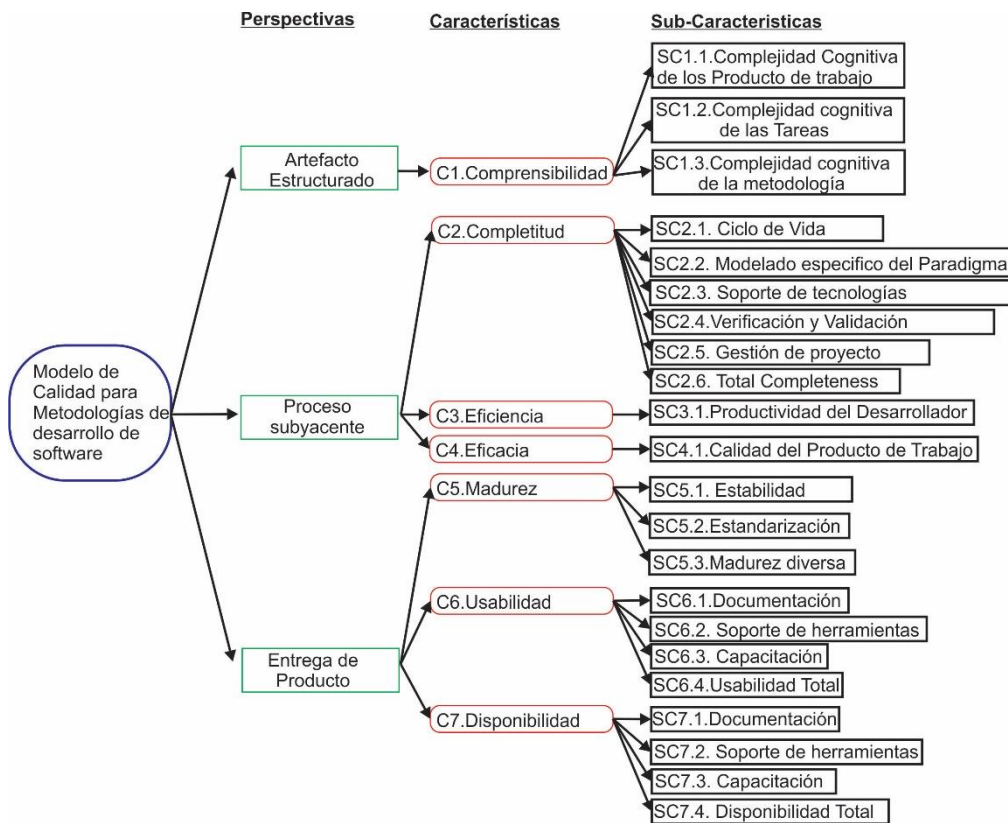 Perspectivas
Características
Sub-Caracteristicas
Modelo de
Calidad para
Metodologías de
desarrollo de
software
Artefacto
Estructurado
C1.Comprensibilidad
SC1.1.Complejidad Cognitiva
de los Producto de trabajo
SC1.2.Complejidad cognitiva
de las Tareas
SC1.3.Complejidad cognitiva
de la metodología
Proceso
subyacente
C2.Completitud
SC2.1. Ciclo de Vida
SC2.2. Modelado especifico del Paradigma
SC2.3. Soporte de tecnologías
SC2.4.Verificación y Validación
SC2.5. Gestión de proyecto
SC2.6. Total Completeness
C3.Eficiencia
SC3.1.Productividad del Desarrollador
C4.Eficacia
SC4.1.Calidad del Producto de Trabajo
Entrega de
Producto
C5.Madurez
SC5.1. Estabilidad
SC5.2.Estandarización
SC5.3.Madurez diversa
C6.Usabilidad
SC6.1.Documentación
SC6.2. Soporte de herramientas
SC6.3. Capacitación
SC6.4.Usabilidad Total
C7.Disponibilidad
SC7.1.Documentación
SC7.2. Soporte de herramientas
SC7.3. Capacitación
SC7.4. Disponibilidad Total